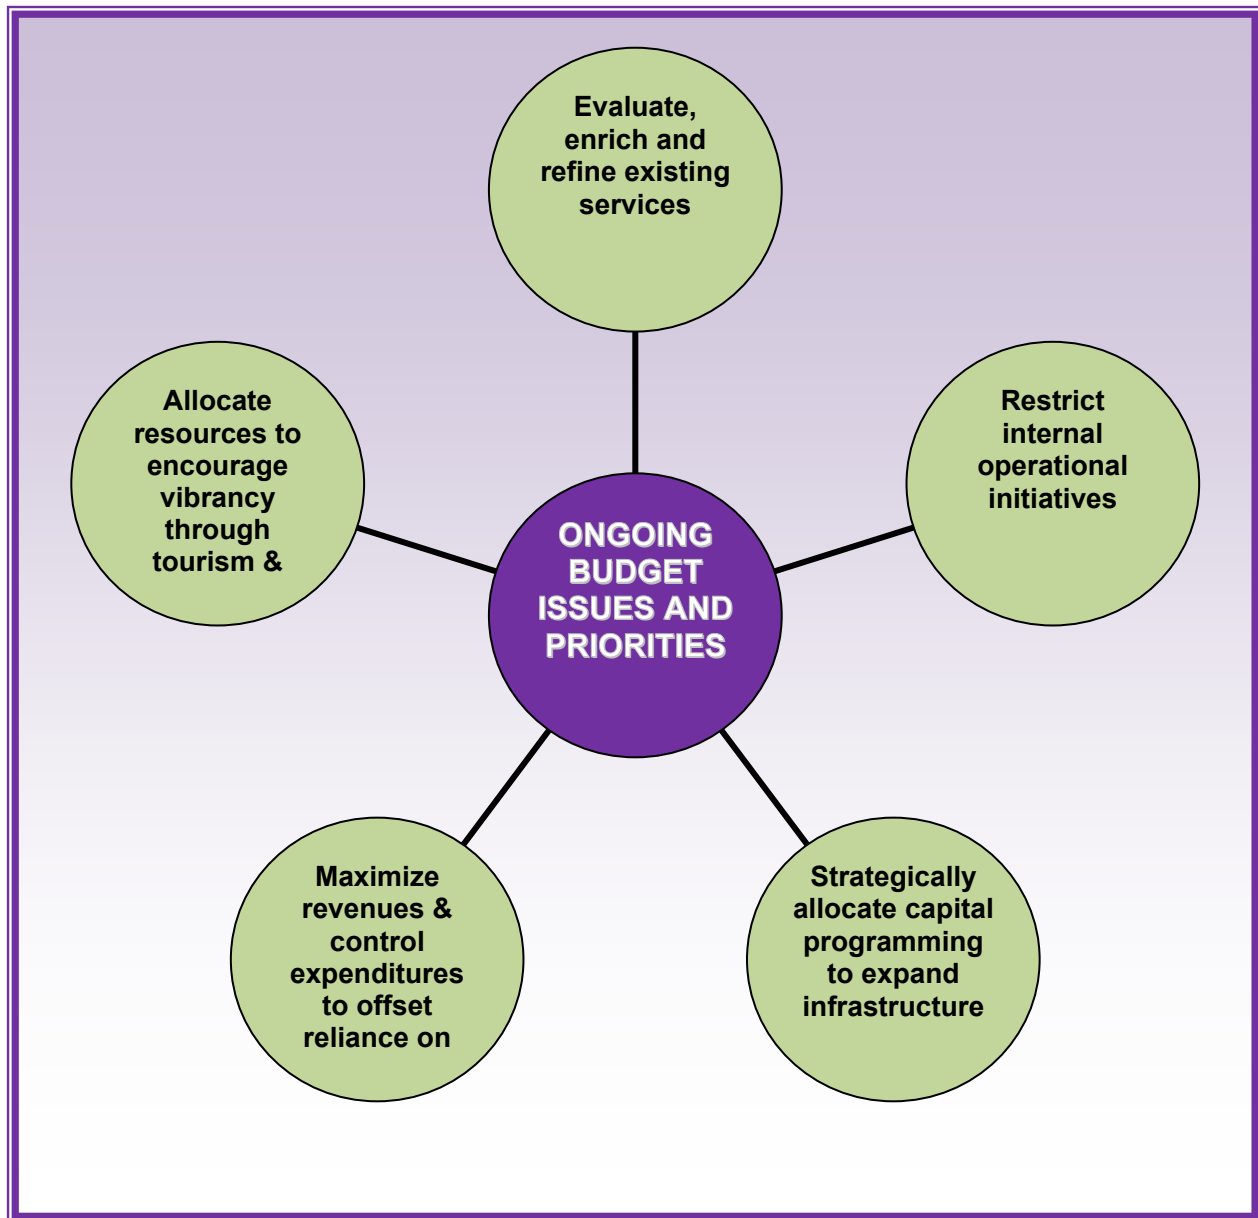 Evaluate,
enrich and
refine existing
services
Allocate
resources to
encourage
vibrancy
through
tourism &
Restrict
internal
operational
initiatives
ONGOING
BUDGET
ISSUES AND
PRIORITIES
Maximize
revenues &
control
expenditures
to offset
reliance on
Strategically
allocate capital
programming
to expand
infrastructure